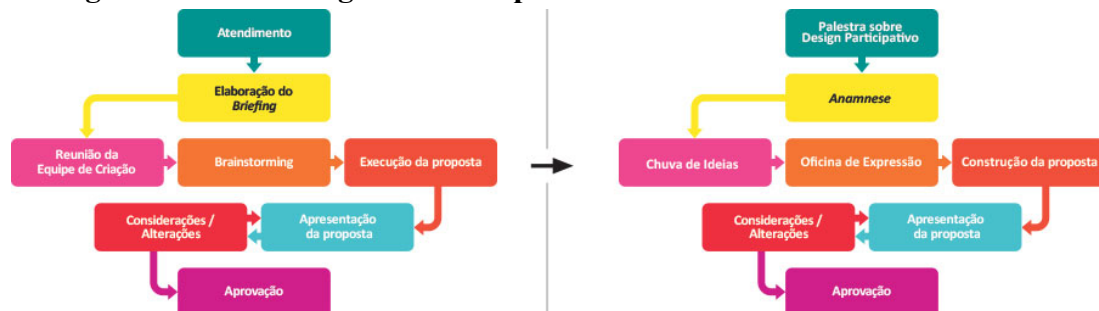 Atendimento
Elaboração do
Briefing
Reunião da
Equipe de Criação
Brainstorming
Execução da proposta
Considerações /
Alterações
Apresentação
da proposta
Aprovação
Palestra sobre
Design Participativo
Anamnese
Chuva de Ideias
Oficina de Expressão
Construção da proposta
Considerações /
Alterações
Apresentação
da proposta
Aprovação